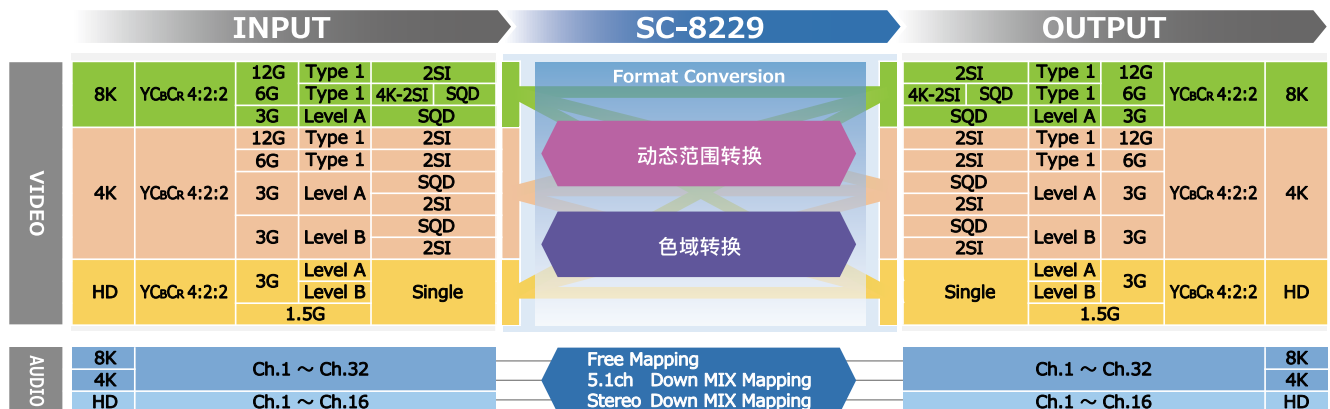 INPUT SC-8229 OUTPUT
VIDEO
8K YCBCR 4:2:2
12G Type 1 2SI
6G Type 1 4K-2SI SQD
3G Level A SQD
4K YCBCR 4:2:2
12G Type 1 2SI
6G Type 1 2SI
3G Level A SQD
2SI
3G Level B SQD
2SI
HD YCBCR 4:2:2
3G Level A
Level B
Single
1.5G
Format Conversion
动态范围转换
色域转换
2SI Type 1 12G
4K-2SI SQD Type 1 6G
SQD Level A 3G
YCBCR 4:2:2 8K
2SI Type 1 12G
2SI Type 1 6G
SQD
2SI Level A 3G
SQD
2SI Level B 3G
YCBCR 4:2:2 4K
Single
Level A
Level B 3G
1.5G
YCBCR 4:2:2 HD
AUDIO
8K
4K
Ch.1 ～ Ch.32
HD Ch.1 ～ Ch.16
Free Mapping
5.1ch Down MIX Mapping
Stereo Down MIX Mapping
Ch.1 ～ Ch.32
8K
4K
Ch.1 ～ Ch.16 HD